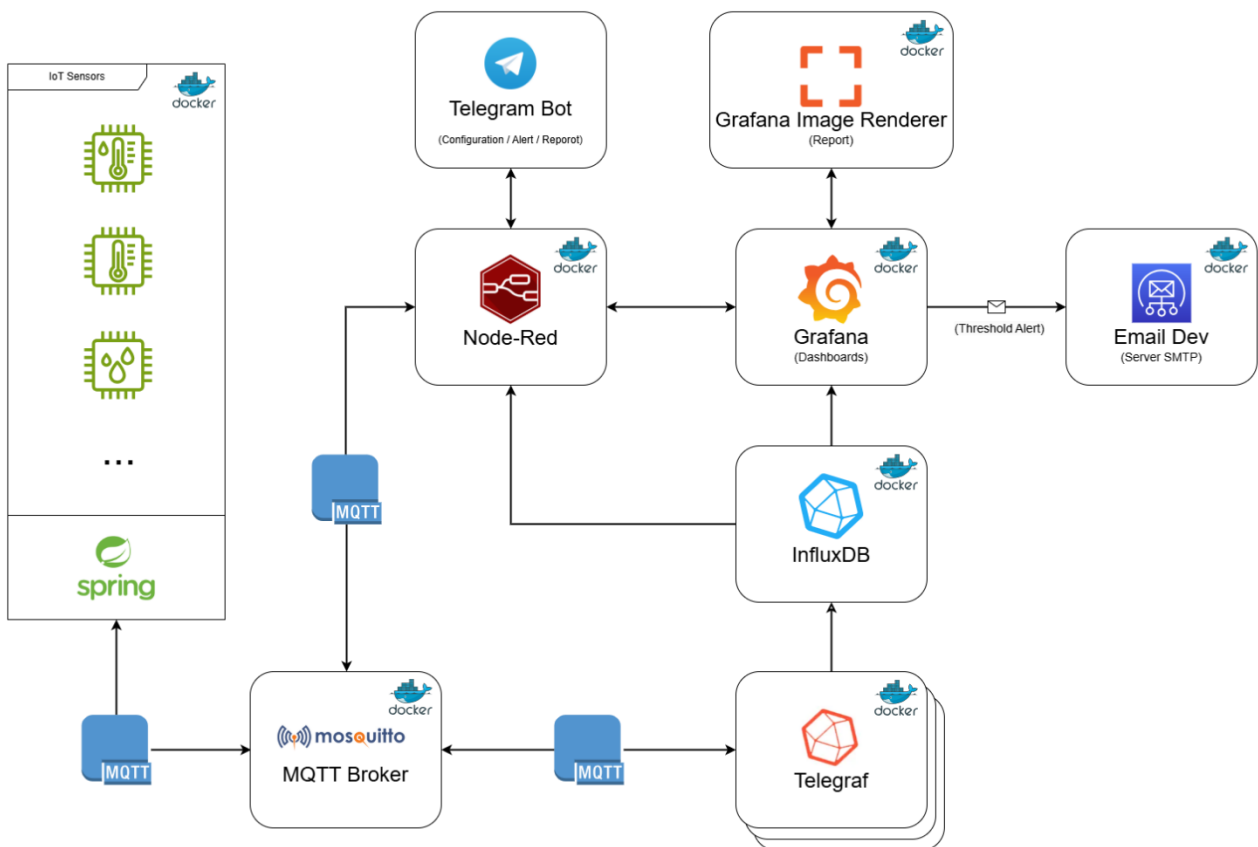 IoT Sensors
docker
...
spring
Telegram Bot
(Configuration / Alert / Reporot)
docker
Grafana Image Renderer
(Report)
docker
Node-Red
docker
Grafana
(Dashboards)
(Threshold Alert)
docker
Email Dev
(Server SMTP)
MQTT
docker
InfluxDB
MQTT
docker
mosquitto
MQTT Broker
MQTT
docker
Telegraf